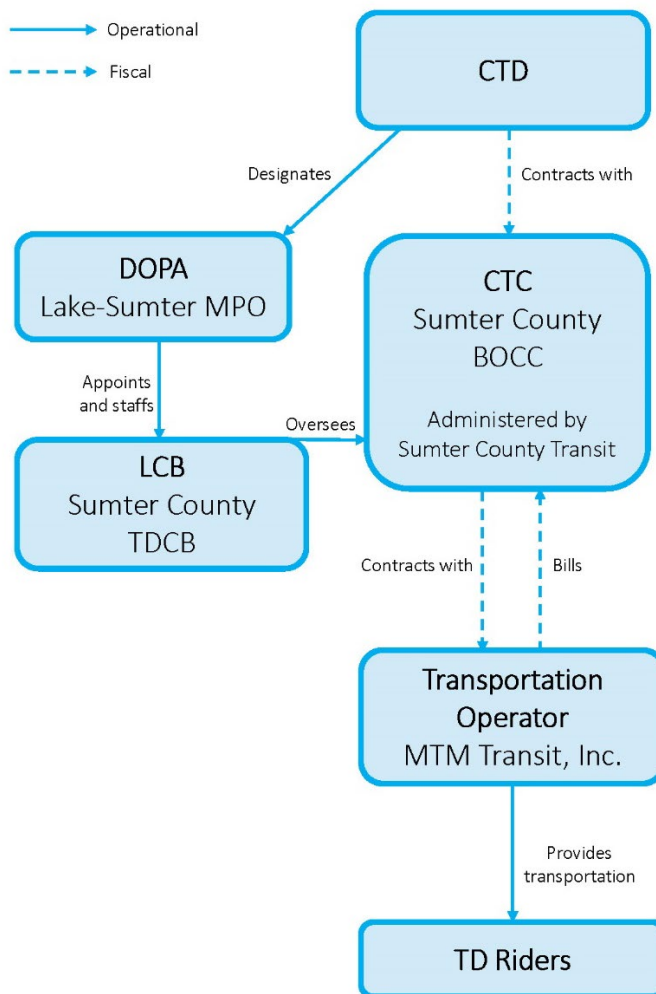 Operational
Fiscal
CTD
Designates
Contracts with
DOPA
Lake-Sumter MPO
CTC
Sumter County
BOCC
Administered by
Sumter County Transit
Appoints
and staffs
Oversees
LCB
Sumter County
TDCB
Contracts with
Bills
Transportation
Operator
MTM Transit, Inc.
Provides
transportation
TD Riders